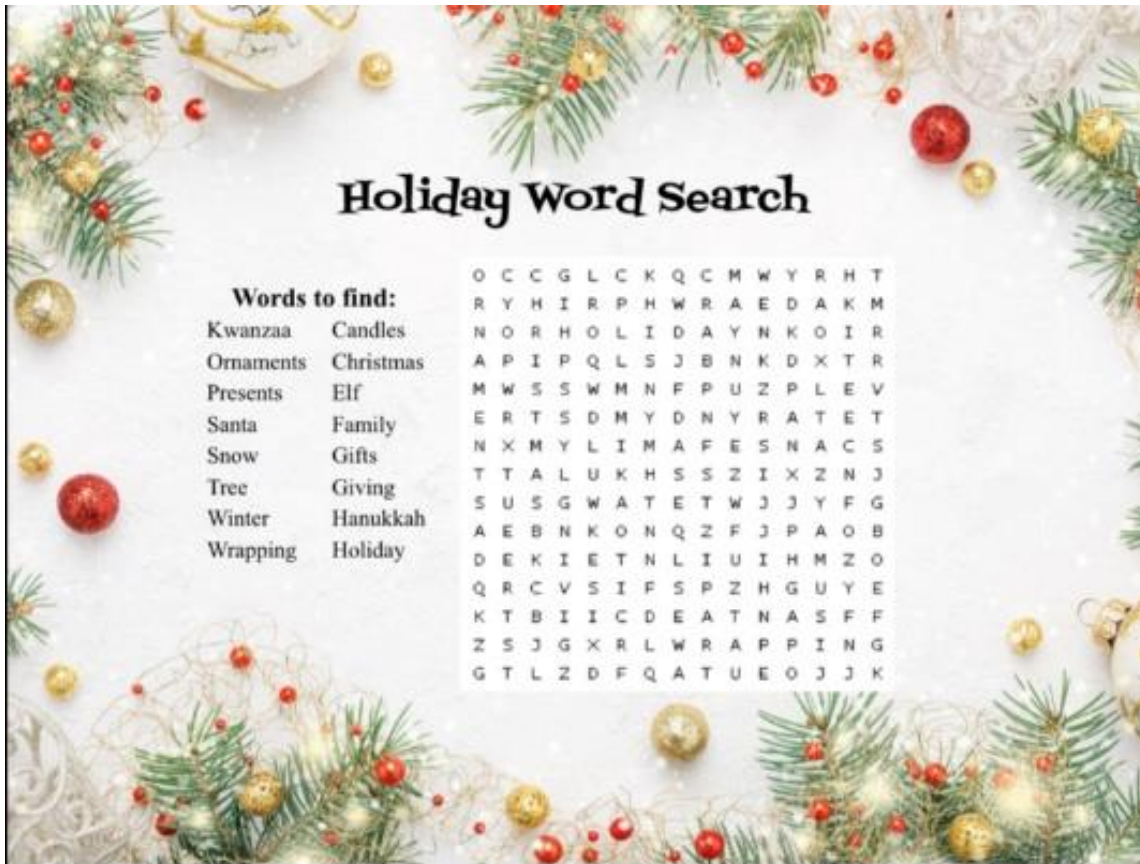 Holiday Word Search
Words to find:
Kwanzaa Candles
Ornaments Christmas
Presents Elf
Santa Family
Snow Gifts
Tree Giving
Winter Hanukkah
Wrapping Holiday
O C C G L C K Q C M W Y R H T
R Y H I R P H W R A E D A K M
N O R H O L I D A Y N K O I R
A P I P Q L S J B N K D X T R
M W S S W M N F P U Z P L E V
E R T S D M Y D N Y R A T E T
N X M Y L I M A F E S N A C S
T T A L U K H S S Z I X Z N J
S U S G W A T E T W J J Y F G
A E B N K O N Q Z F J P A O B
D E K I E T N L I U I H M Z O
Q R C V S I F S P Z H G U Y E
K T B I I C D E A T N A S F F
Z S J G X R L W R A P P I N G
G T L Z D F Q A T U E O J J K